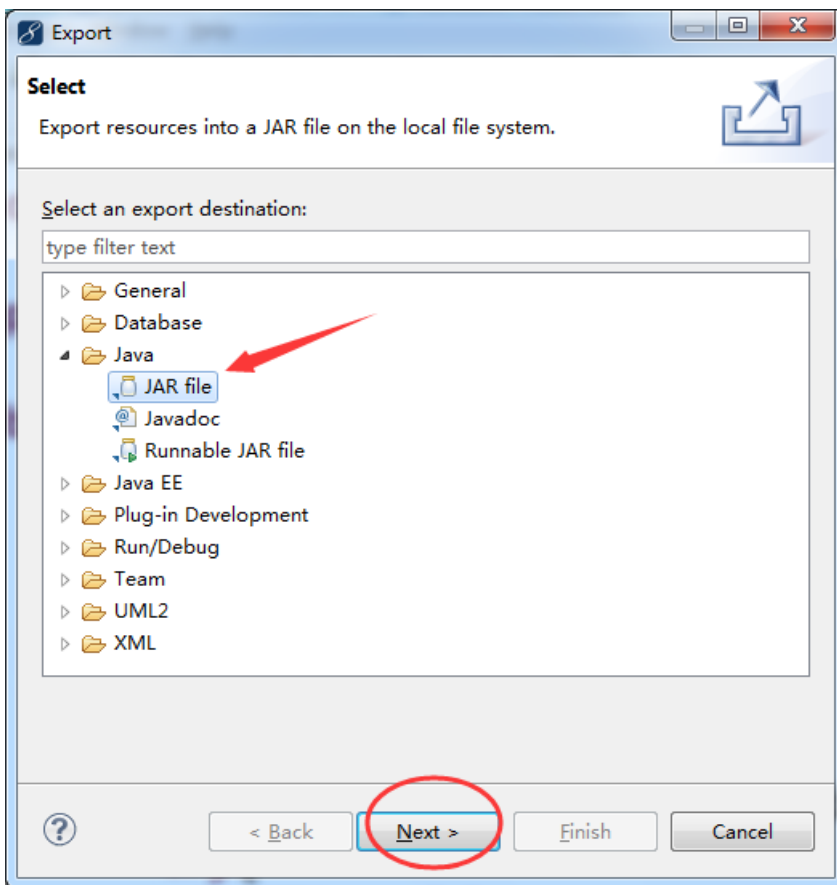 Export
Select
Export resources into a JAR file on the local file system.
Select an export destination:
type filter text
General
Database
Java
JAR file
Javadoc
Runnable JAR file
Java EE
Plug-in Development
Run/Debug
Team
UML2
XML
< Back Next > Finish Cancel